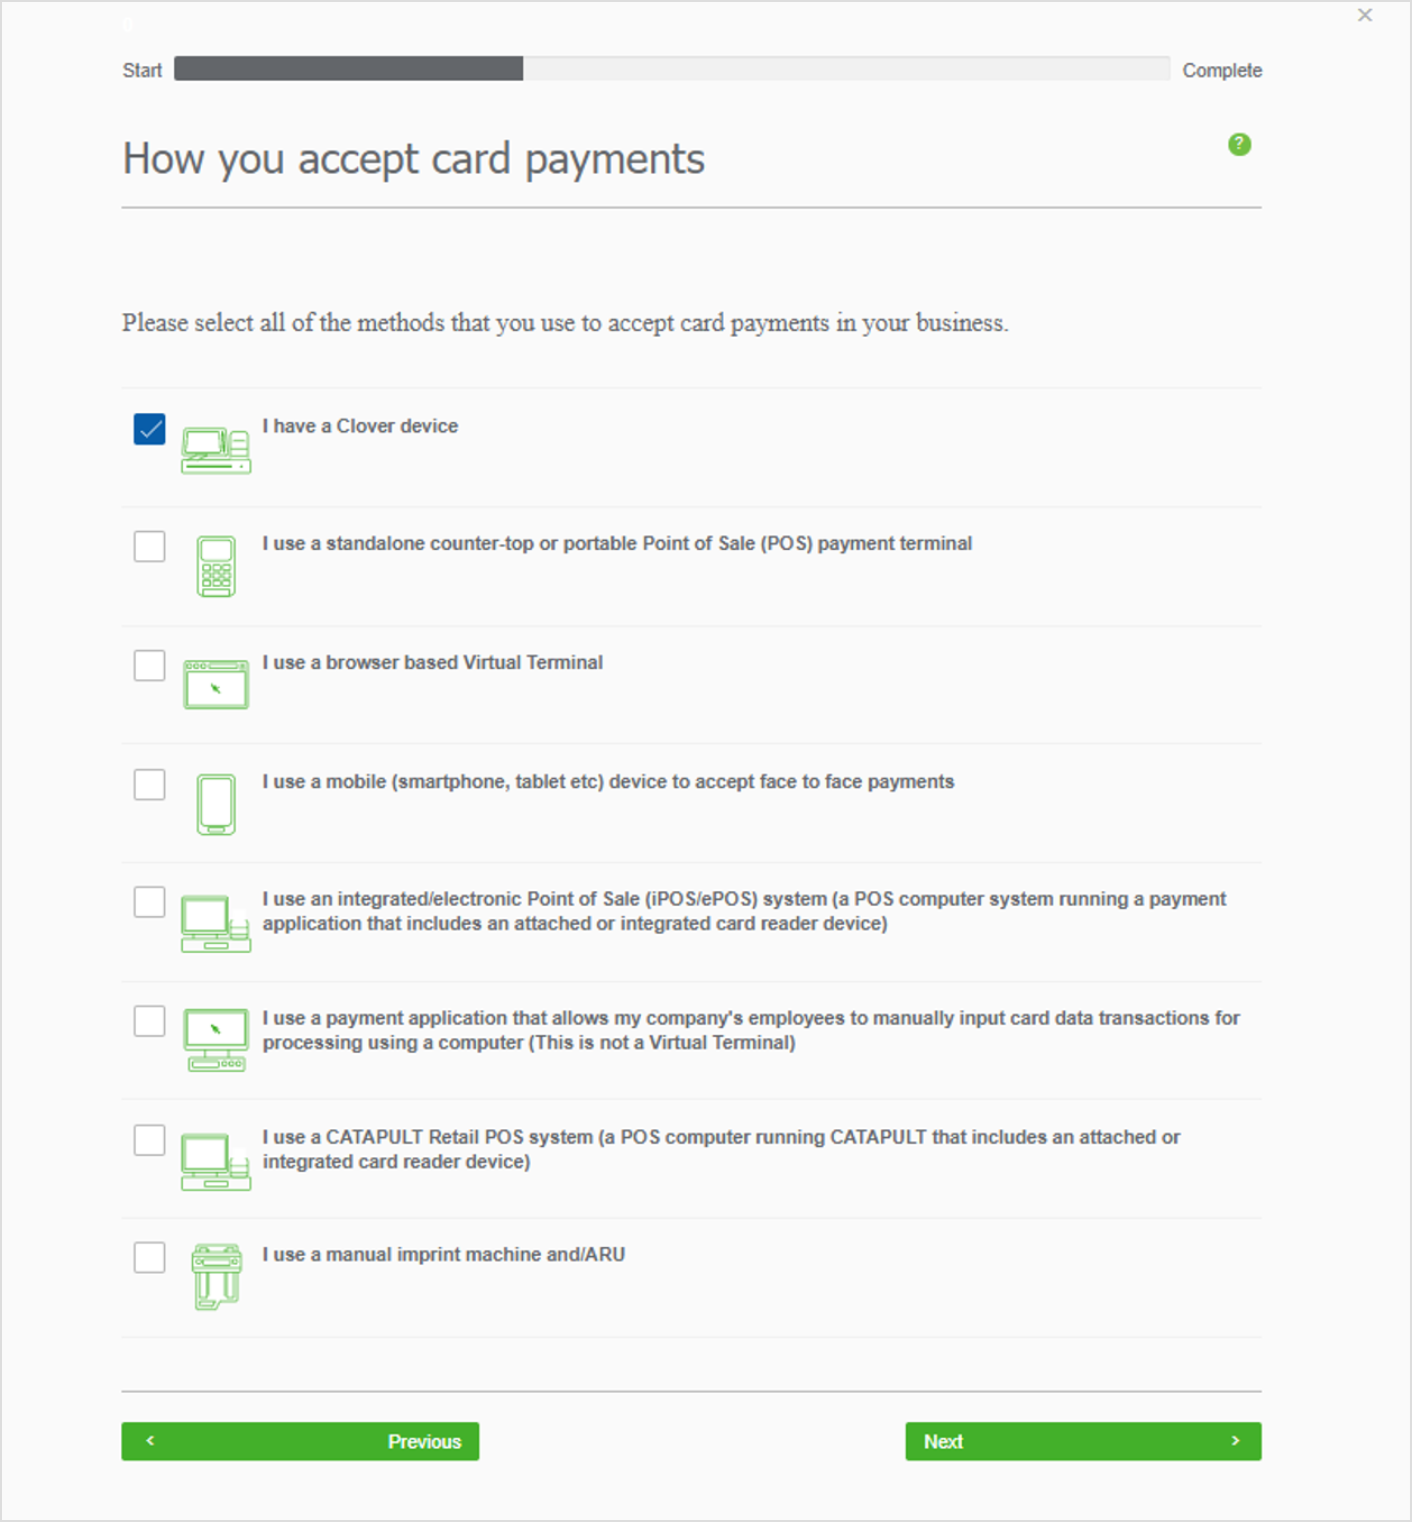 Start
Complete
How you accept card payments
?
Please select all of the methods that you use to accept card payments in your business.
I have a Clover device
I use a standalone counter-top or portable Point of Sale (POS) payment terminal
I use a browser based Virtual Terminal
I use a mobile (smartphone, tablet etc) device to accept face to face payments
I use an integrated/electronic Point of Sale (iPOS/ePOS) system (a POS computer system running a payment
application that includes an attached or integrated card reader device)
I use a payment application that allows my company's employees to manually input card data transactions for
processing using a computer (This is not a Virtual Terminal)
I use a CATAPULT Retail POS system (a POS computer running CATAPULT that includes an attached or
integrated card reader device)
I use a manual imprint machine and/ARU
Previous
Next